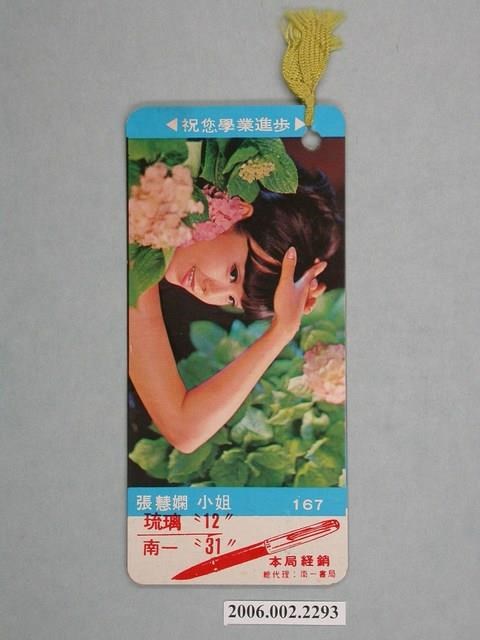 ◀祝您學業進步▶
張慧嫻 小姐 167
琉璃〝12〞
南一〝31〞
本局経銷
總代理：南一書局
2006.002.2293